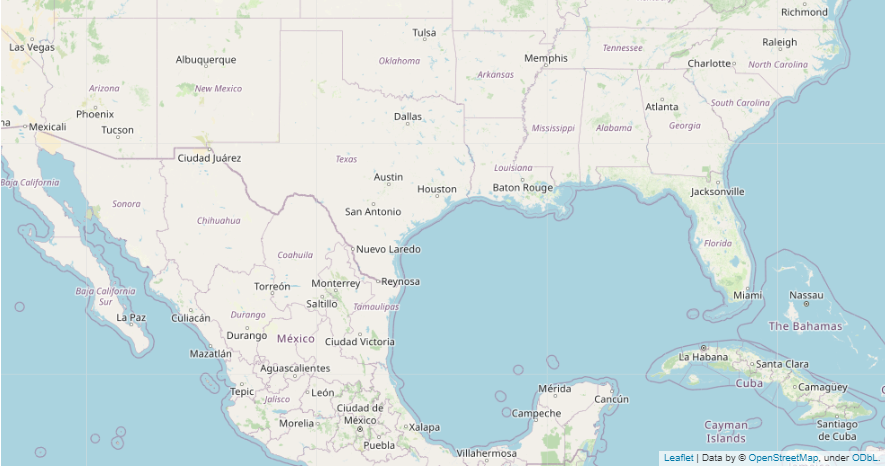 Kentucky
Richmond
Las Vegas
Tulsa
Raleigh
Albuquerque
Oklahoma
Memphis
Tennessee
Charlotte
North Carolina
Arizona
New Mexico
Arkansas
South Carolina
Phoenix
Atlanta
Mexicali
Tucson
Dallas
Mississippi
Alabama
Georgia
Ciudad Juárez
Texas
Louisiana
Baja California
Austin
Houston
Baton Rouge
Jacksonville
Sonora
San Antonio
Chihuahua
Florida
Coahuila
Nuevo Laredo
Baja California
Sur
Torreón
Monterrey
Reynosa
Miami
Nassau
Saltillo
Tamaulipas
La Paz
Culiacán
Durango
The Bahamas
Durango
México
Ciudad Victoria
Mazatlán
La Habana
Santa Clara
Aguascalientes
Tepic
León
Mérida
Cuba
Camaguey
Jalisco
Cancún
Ciudad de
México
Campeche
Morelia
Xalapa
Cayman
Islands
Santiago
de Cuba
Puebla
Villahermosa
Leaflet | Data by © OpenStreetMap, under ODbL.